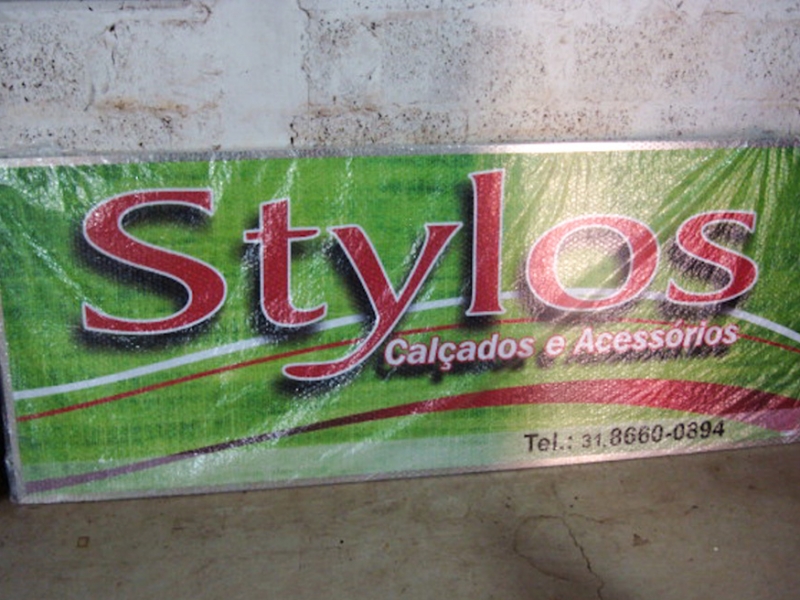 Stylos
Calçados e Acessórios
Tel.: 31.8660-0894